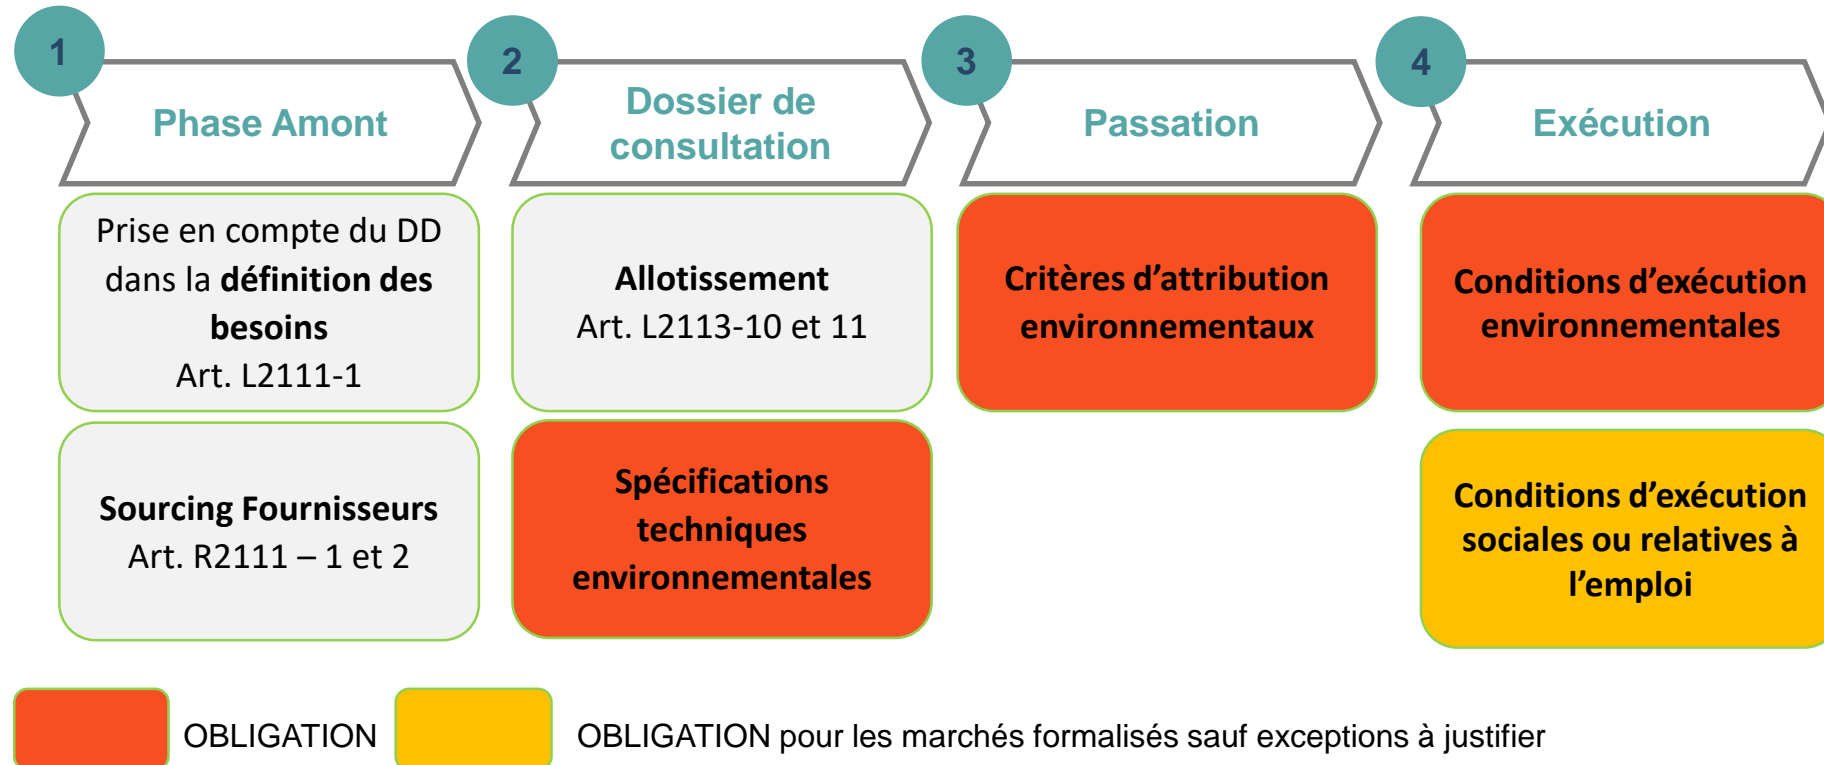 1
Phase Amont
2
Dossier de
consultation
3
Passation
4
Exécution
Prise en compte du DD
dans la définition des
besoins
Art. L2111-1
Sourcing Fournisseurs
Art. R2111 – 1 et 2
Allotissement
Art. L2113-10 et 11
Spécifications
techniques
environnementales
Critères d’attribution
environnementaux
Conditions d’exécution
environnementales
Conditions d’exécution
sociales ou relatives à
l’emploi
OBLIGATION
OBLIGATION pour les marchés formalisés sauf exceptions à justifier